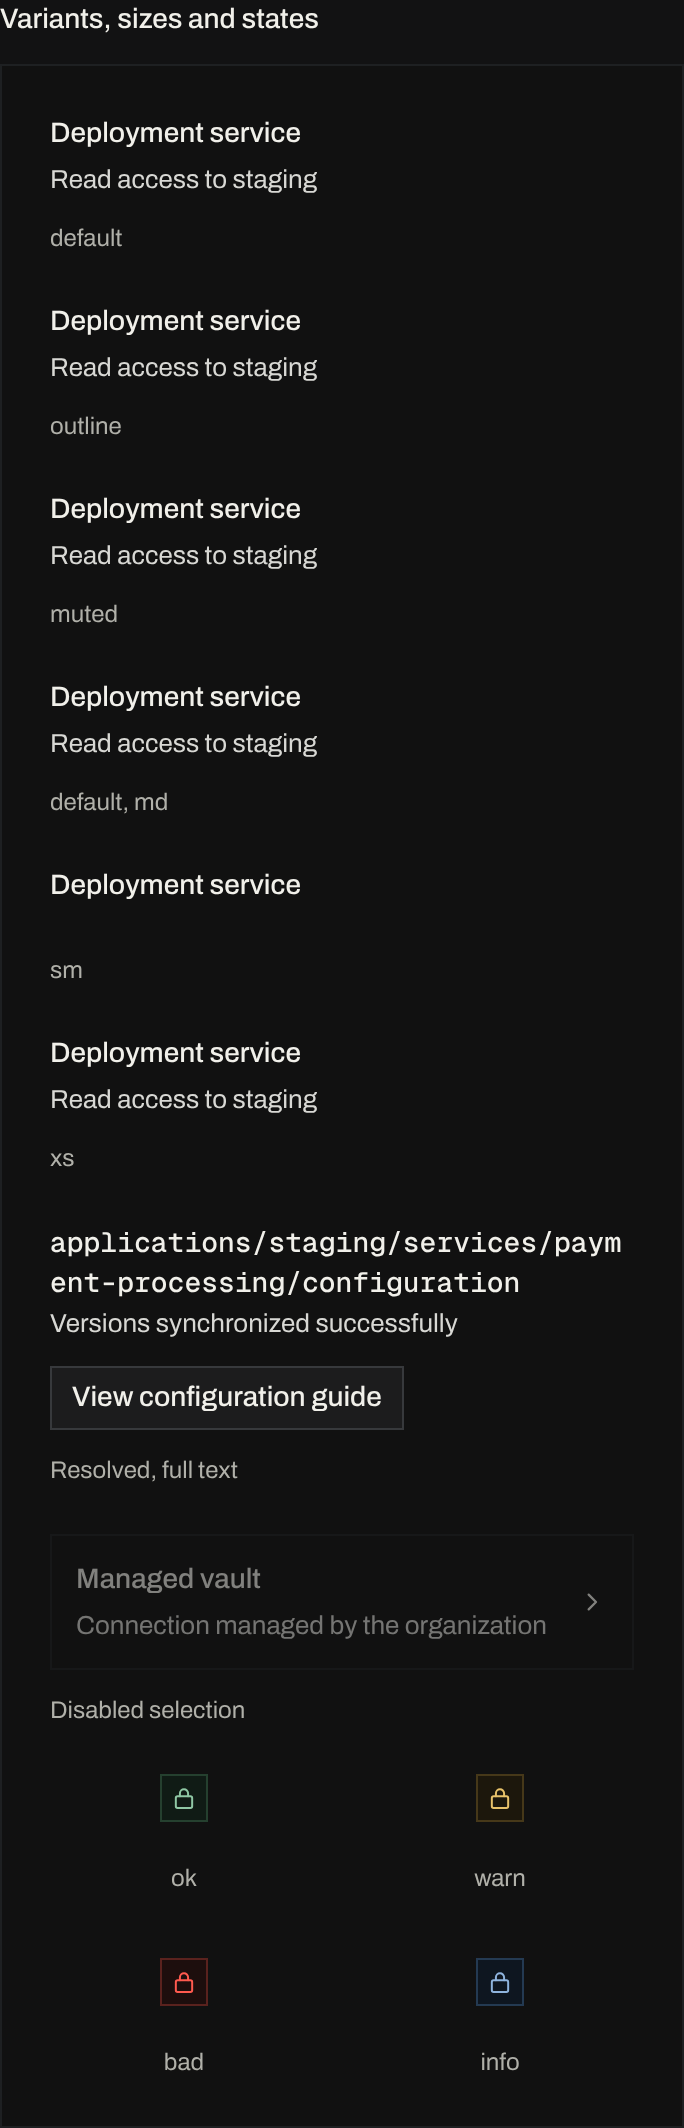 Variants, sizes and states
Deployment service
Read access to staging
default
Deployment service
Read access to staging
outline
Deployment service
Read access to staging
muted
Deployment service
Read access to staging
default, md
Deployment service
sm
Deployment service
Read access to staging
xs
applications/staging/services/paym
ent-processing/configuration
Versions synchronized successfully
View configuration guide
Resolved, full text
Managed vault
Connection managed by the organization
Disabled selection
ok
warn
bad
info